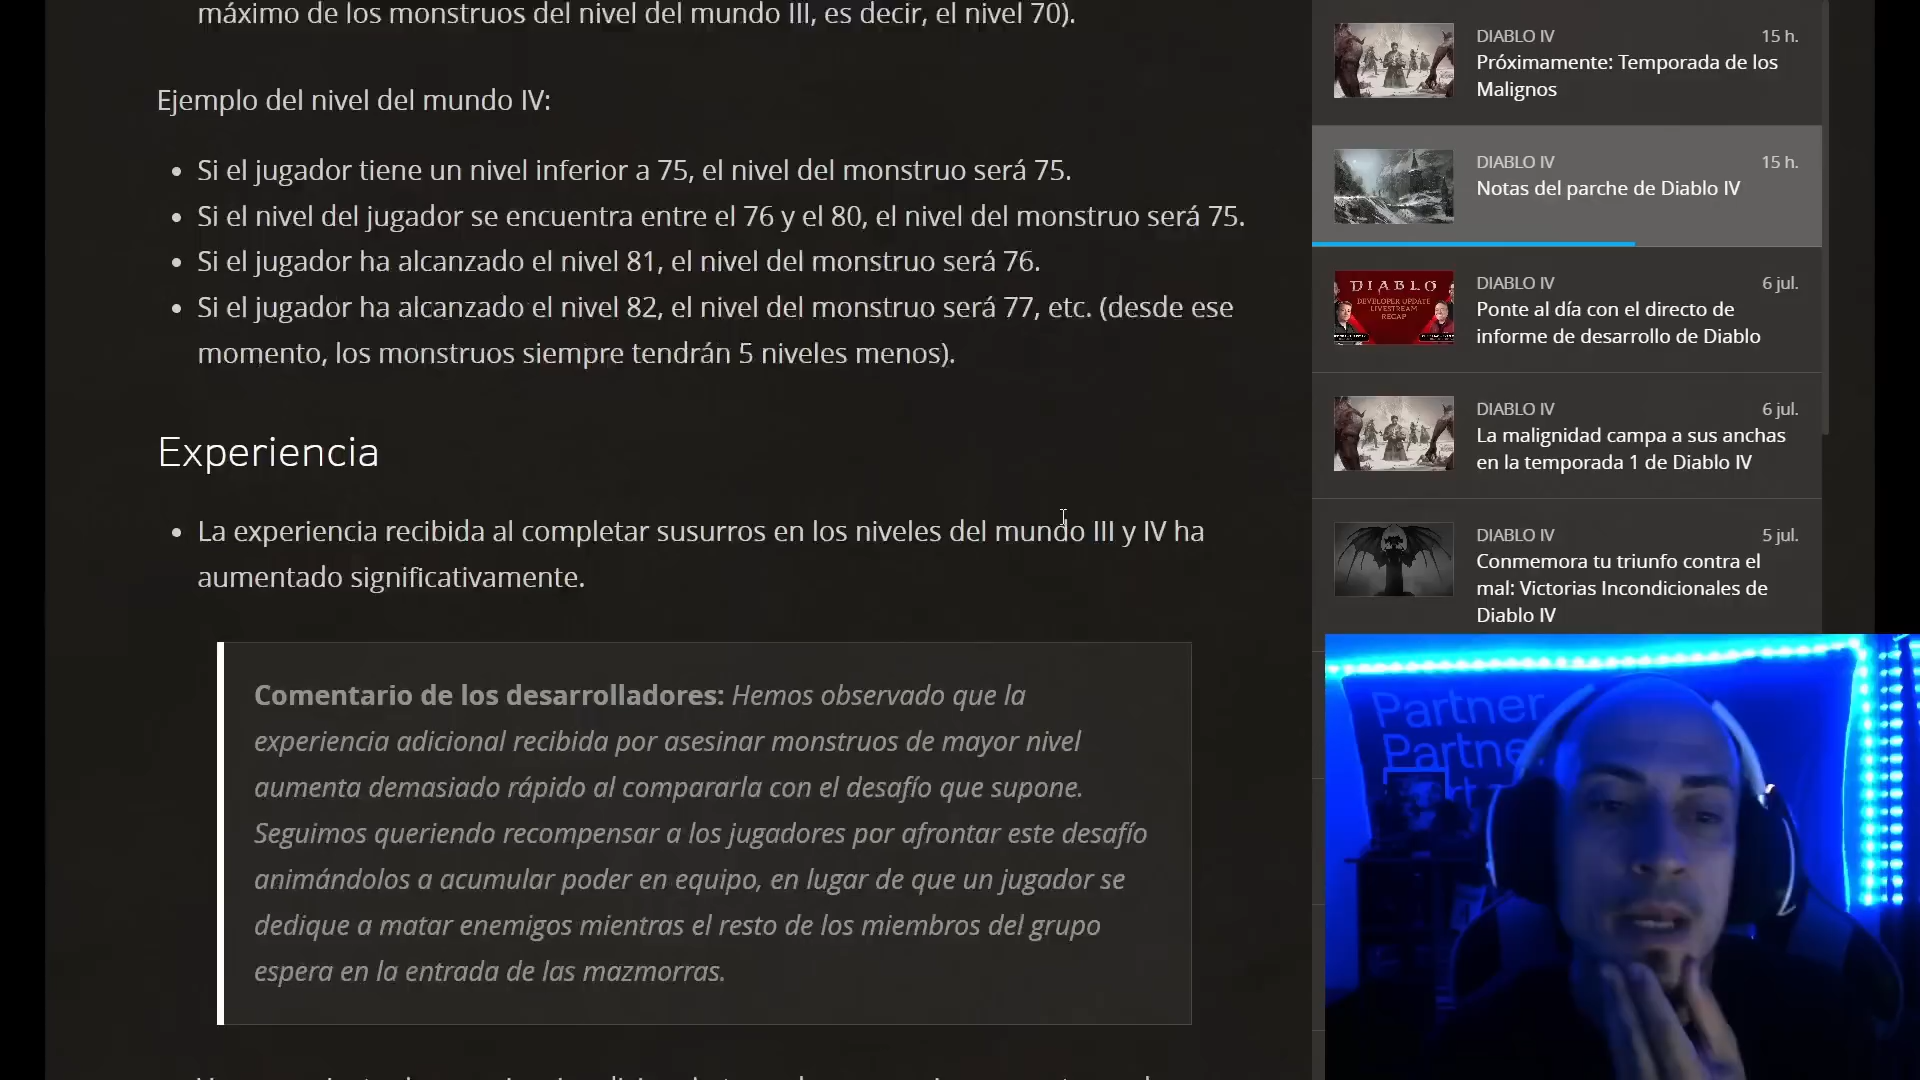 máximo de los monstruos del nivel del mundo III, es decir, el nivel 70).
Ejemplo del nivel del mundo IV:
• Si el jugador tiene un nivel inferior a 75, el nivel del monstruo será 75.
• Si el nivel del jugador se encuentra entre el 76 y el 80, el nivel del monstruo será 75.
• Si el jugador ha alcanzado el nivel 81, el nivel del monstruo será 76.
• Si el jugador ha alcanzado el nivel 82, el nivel del monstruo será 77, etc. (desde ese
momento, los monstruos siempre tendrán 5 niveles menos).
Experiencia
• La experiencia recibida al completar susurros en los niveles del mundo III y IV ha
aumentado significativamente.
Comentario de los desarrolladores: Hemos observado que la
experiencia adicional recibida por asesinar monstruos de mayor nivel
aumenta demasiado rápido al compararla con el desafío que supone.
Seguimos queriendo recompensar a los jugadores por afrontar este desafío
animándolos a acumular poder en equipo, en lugar de que un jugador se
dedique a matar enemigos mientras el resto de los miembros del grupo
espera en la entrada de las mazmorras.
DIABLO IV 15 h.
Próximamente: Temporada de los
Malignos
DIABLO IV 15 h.
Notas del parche de Diablo IV
DIABLO
DEVELOPER UPDATE
LIVESTREAM
RECAP
DIABLO IV 6 jul.
Ponte al día con el directo de
informe de desarrollo de Diablo
DIABLO IV 6 jul.
La malignidad campa a sus anchas
en la temporada 1 de Diablo IV
DIABLO IV 5 jul.
Conmemora tu triunfo contra el
mal: Victorias Incondicionales de
Diablo IV
Partner
Partner